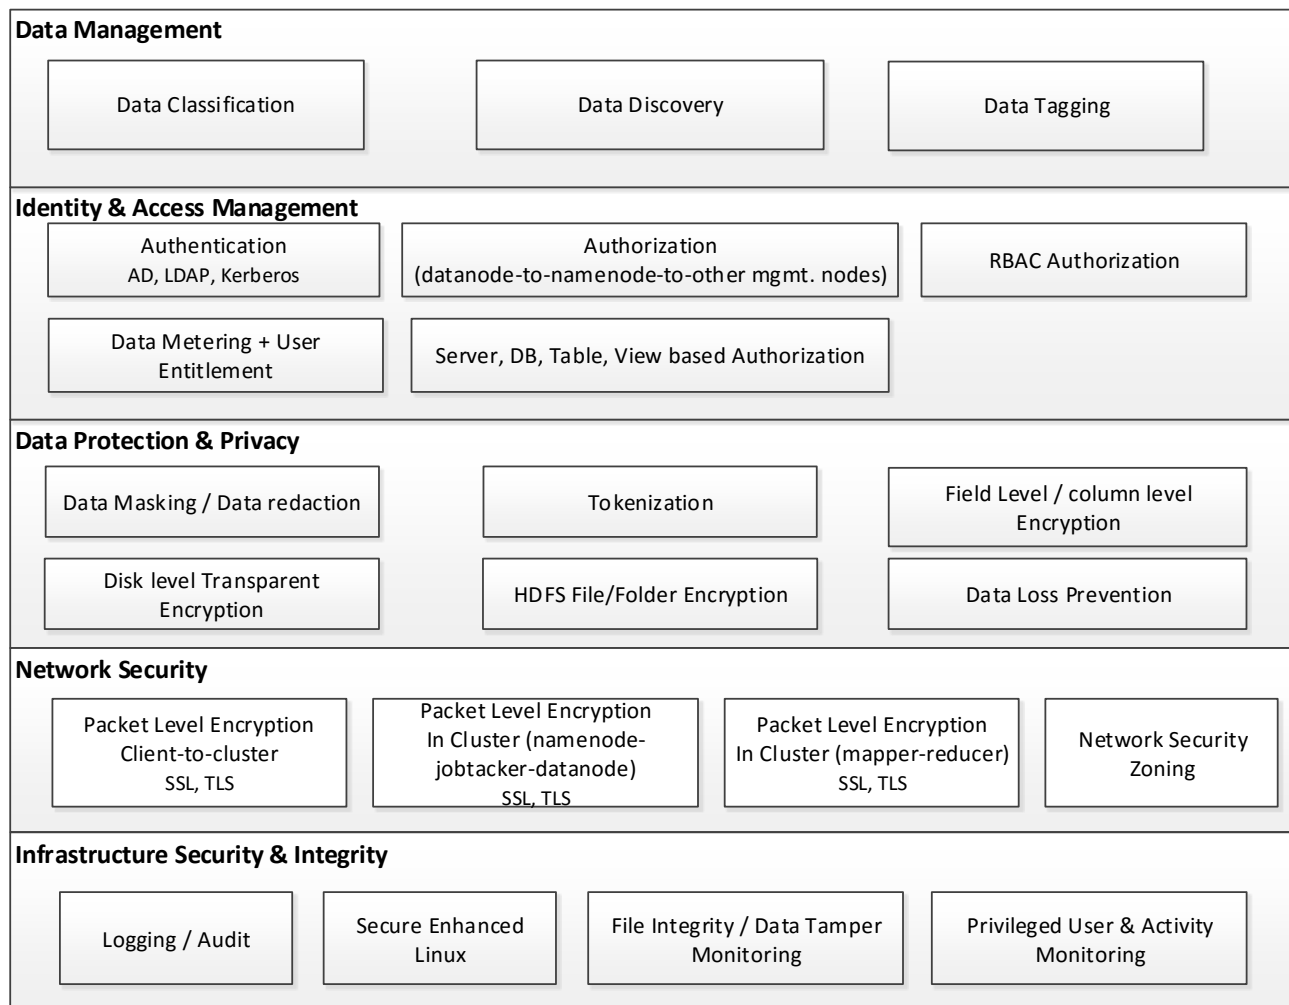 Data Management
Data Classification
Data Discovery
Data Tagging
Identity & Access Management
Authentication
AD, LDAP, Kerberos
Authorization
(datanode-to-namenode-to-other mgmt. nodes)
RBAC Authorization
Data Metering + User
Entitlement
Server, DB, Table, View based Authorization
Data Protection & Privacy
Data Masking / Data redaction
Tokenization
Field Level / column level
Encryption
Disk level Transparent
Encryption
HDFS File/Folder Encryption
Data Loss Prevention
Network Security
Packet Level Encryption
Client-to-cluster
SSL, TLS
Packet Level Encryption
In Cluster (namenode-
jobtacker-datanode)
SSL, TLS
Packet Level Encryption
In Cluster (mapper-reducer)
SSL, TLS
Network Security
Zoning
Infrastructure Security & Integrity
Logging / Audit
Secure Enhanced
Linux
File Integrity / Data Tamper
Monitoring
Privileged User & Activity
Monitoring